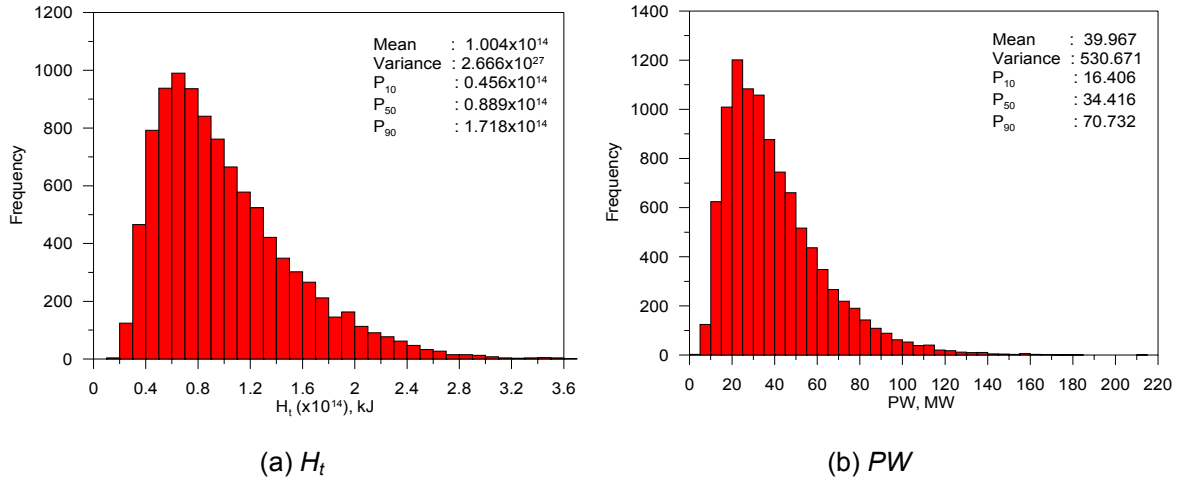 1200
1000
800
600
400
200
0
Frequency
Mean : 1.004x10¹⁴
Variance : 2.666x10²⁷
P₁₀ : 0.456x10¹⁴
P₅₀ : 0.889x10¹⁴
P₉₀ : 1.718x10¹⁴
0 0.4 0.8 1.2 1.6 2 2.4 2.8 3.2 3.6
Hₜ (x10¹⁴), kJ
(a) Hₜ
1400
1200
1000
800
600
400
200
0
Frequency
Mean : 39.967
Variance : 530.671
P₁₀ : 16.406
P₅₀ : 34.416
P₉₀ : 70.732
0 20 40 60 80 100 120 140 160 180 200 220
PW, MW
(b) PW